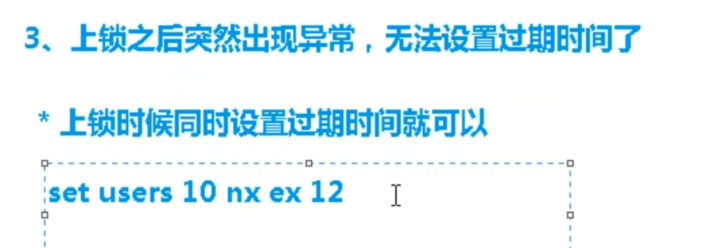 3、上锁之后突然出现异常，无法设置过期时间了
* 上锁时候同时设置过期时间就可以
set users 10 nx ex 12